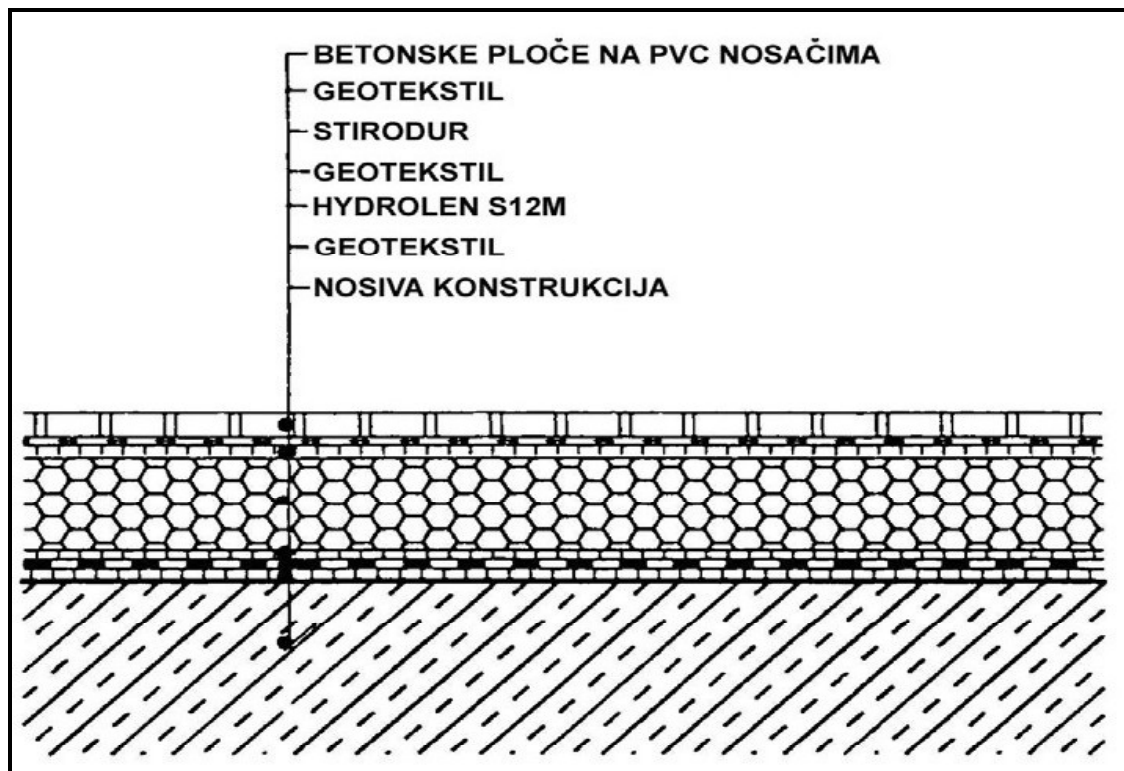 BETONSKE PLOČE NA PVC NOSAČIMA
GEOTEKSTIL
STIRODUR
GEOTEKSTIL
HYDROLEN S12M
GEOTEKSTIL
NOSIVA KONSTRUKCIJA